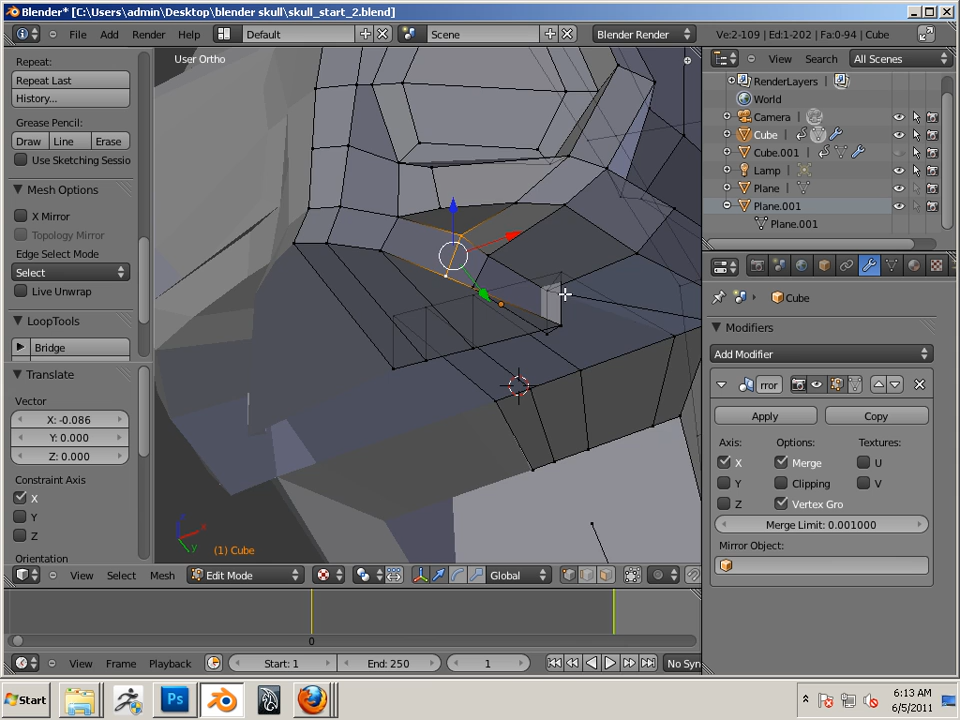 Blender* [C:\Users\admin\Desktop\blender skull\skull_start_2.blend]
File Add Render Help Default Scene Blender Render Ve:2-109 | Ed:1-202 | Fa:0-94 | Cube
Repeat:
Repeat Last
History...
Grease Pencil:
Draw Line Erase
Use Sketching Sessio
Mesh Options
X Mirror
Topology Mirror
Edge Select Mode
Select
Live Unwrap
LoopTools
Bridge
Translate
Vector
X: -0.086
Y: 0.000
Z: 0.000
Constraint Axis
X
Y
Z
Orientation
User Ortho
x
z
y
(1) Cube
View Select Mesh Edit Mode Global
0
View Frame Playback Start: 1 End: 250 1 No Syn
View Search All Scenes
RenderLayers
World
Camera
Cube
Cube.001
Lamp
Plane
Plane.001
Plane.001
Cube
Modifiers
Add Modifier
rror
Apply Copy
Axis: Options: Textures:
X Merge U
Y Clipping V
Z Vertex Gro
Merge Limit: 0.001000
Mirror Object:
Start
Ps
6:13 AM
6/5/2011